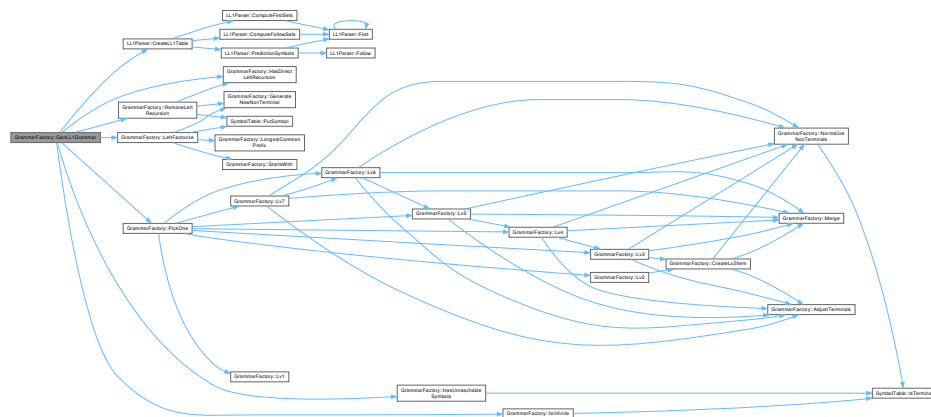 LL1Parser::ComputeFirstSets
LL1Parser::ComputeFollowSets
LL1Parser::First
LL1Parser::CreateLL1Table
LL1Parser::PredictionSymbols
LL1Parser::Follow
GrammarFactory::HasDirect
LeftRecursion
GrammarFactory::Generate
NewNonTerminal
GrammarFactory::RemoveLeft
Recursion
SymbolTable::PutSymbol
GrammarFactory::GenLL1Grammar
GrammarFactory::LeftFactorize
GrammarFactory::LongestCommon
Prefix
GrammarFactory::StartsWith
GrammarFactory::Normalize
NonTerminals
GrammarFactory::Lv6
GrammarFactory::Lv7
GrammarFactory::Lv5
GrammarFactory::Merge
GrammarFactory::PickOne
GrammarFactory::Lv4
GrammarFactory::Lv3
GrammarFactory::CreateLv2Item
GrammarFactory::Lv2
GrammarFactory::AdjustTerminals
GrammarFactory::Lv1
GrammarFactory::HasUnreachable
Symbols
SymbolTable::IsTerminal
GrammarFactory::IsInfinite